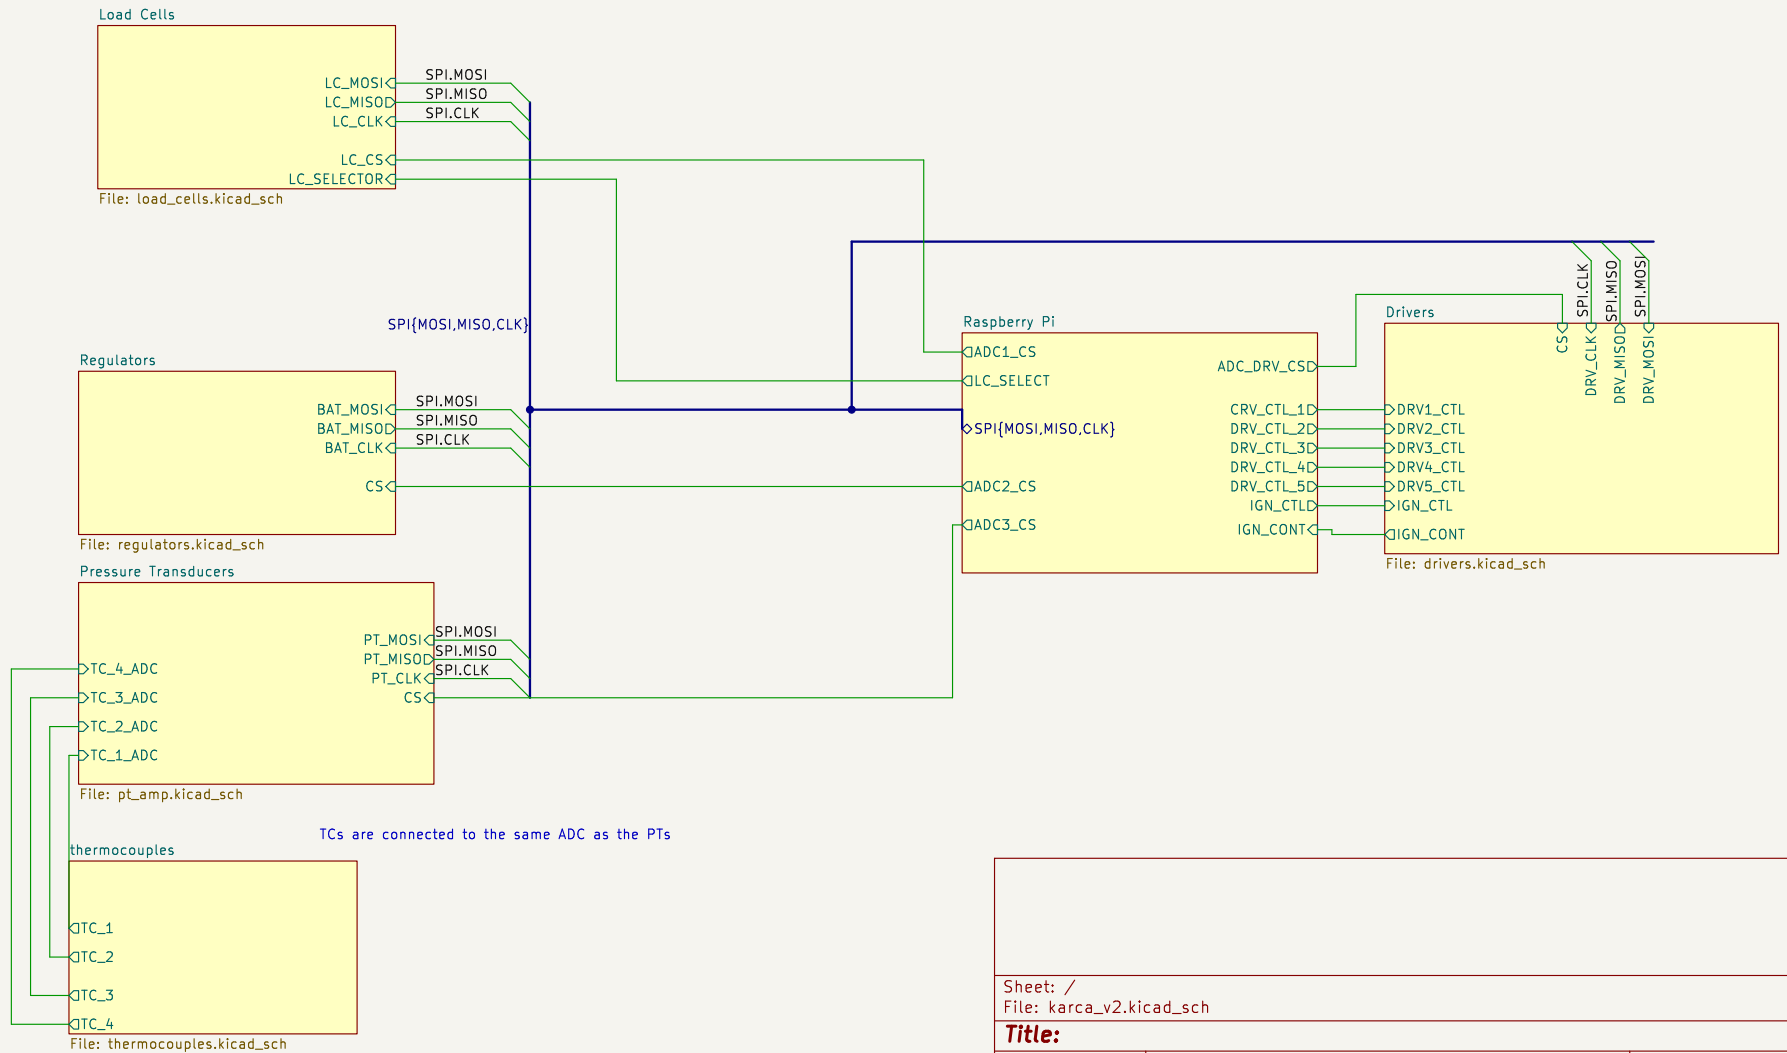 Load Cells
LC_MOSI
SPI.MOSI
LC_MISO
SPI.MISO
LC_CLK
SPI.CLK
LC_CS
LC_SELECTOR
File: load_cells.kicad_sch
SPI{MOSI,MISO,CLK}
Regulators
BAT_MOSI
SPI.MOSI
BAT_MISO
SPI.MISO
BAT_CLK
SPI.CLK
CS
File: regulators.kicad_sch
Pressure Transducers
PT_MOSI
SPI.MOSI
PT_MISO
SPI.MISO
PT_CLK
SPI.CLK
CS
TC_4_ADC
TC_3_ADC
TC_2_ADC
TC_1_ADC
File: pt_amp.kicad_sch
TCs are connected to the same ADC as the PTs
thermocouples
TC_1
TC_2
TC_3
TC_4
File: thermocouples.kicad_sch
Raspberry Pi
ADC1_CS
LC_SELECT
SPI{MOSI,MISO,CLK}
ADC2_CS
ADC3_CS
ADC_DRV_CS
CRV_CTL_1
DRV_CTL_2
DRV_CTL_3
DRV_CTL_4
DRV_CTL_5
IGN_CTL
IGN_CONT
Drivers
SPI.CLK
SPI.MISO
SPI.MOSI
CS
DRV_CLK
DRV_MISO
DRV_MOSI
DRV1_CTL
DRV2_CTL
DRV3_CTL
DRV4_CTL
DRV5_CTL
IGN_CTL
IGN_CONT
File: drivers.kicad_sch
Sheet: /
File: karca_v2.kicad_sch
Title: